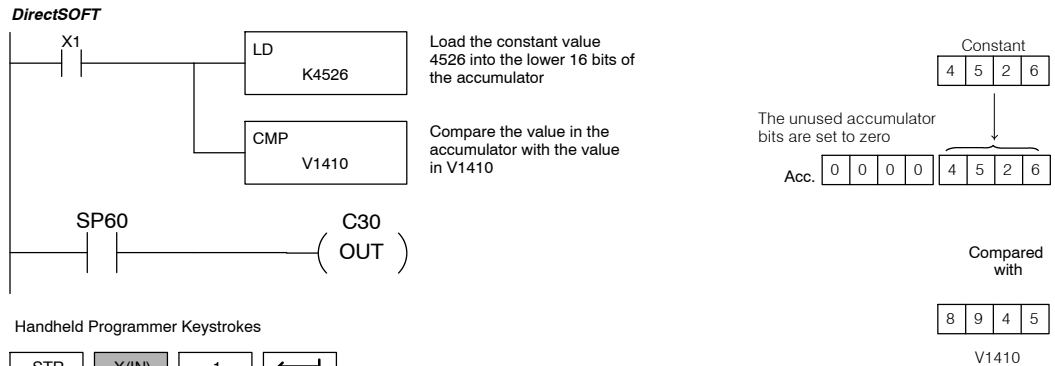 DirectSOFT
X1
LD
K4526
Load the constant value
4526 into the lower 16 bits of
the accumulator
CMP
V1410
Compare the value in the
accumulator with the value
in V1410
SP60
C30
OUT
Constant
4 5 2 6
The unused accumulator
bits are set to zero
Acc. 0 0 0 0 4 5 2 6
Compared
with
8 9 4 5
V1410
Handheld Programmer Keystrokes
STR X(IN) 1